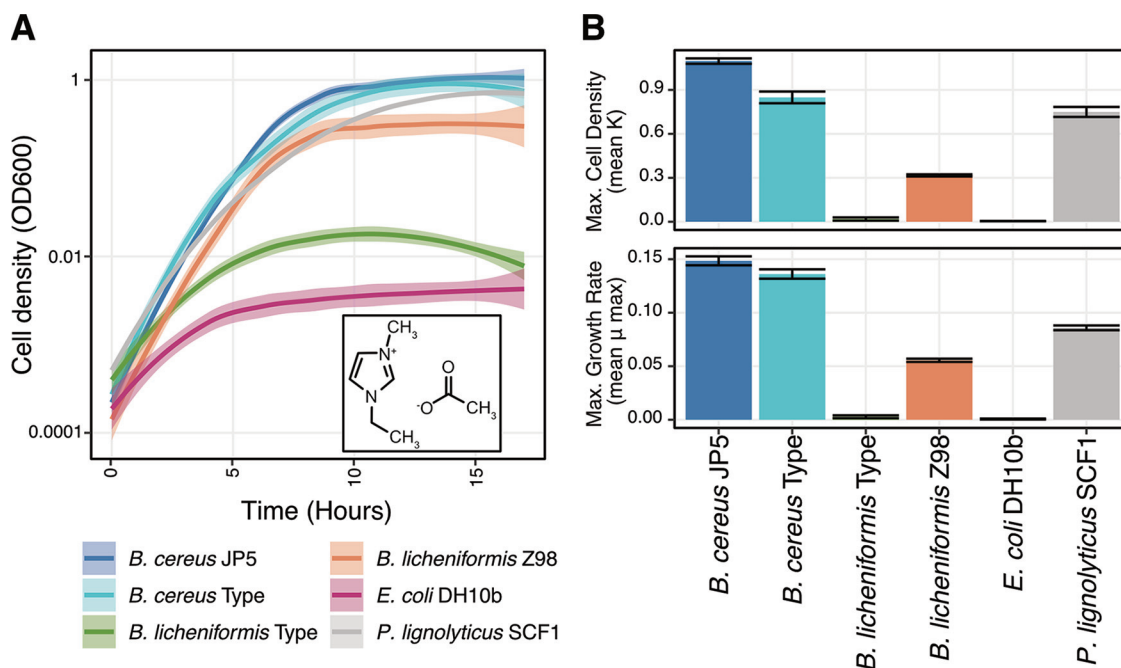 A
Cell density (OD600)
1
0.01
0.0001
0
5
10
15
Time (Hours)
CH3
N+
N
CH3
O
-O
CH3
B. cereus JP5
B. cereus Type
B. licheniformis Type
B. licheniformis Z98
E. coli DH10b
P. lignolyticus SCF1
B
Max. Cell Density
(mean K)
0.9
0.6
0.3
0.0
Max. Growth Rate
(mean µ max)
0.15
0.10
0.05
0.00
B. cereus JP5
B. cereus Type
B. licheniformis Type
B. licheniformis Z98
E. coli DH10b
P. lignolyticus SCF1